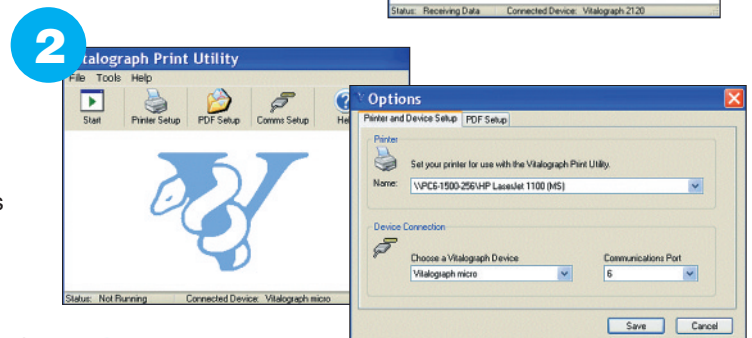 Status: Receiving Data Connected Device: Vitalograph 2120
2
talograph Print Utility
File Tools Help
Start Printer Setup PDF Setup Comms Setup He
Status: Not Running Connected Device: Vitalograph micro
Options
Printer and Device Setup PDF Setup
Printer
Set your printer for use with the Vitalograph Print Utility.
Name: \\PC6-1500-256\HP LaserJet 1100 (MS)
Device Connection
Choose a Vitalograph Device Communications Port
Vitalograph micro 6
Save Cancel
s